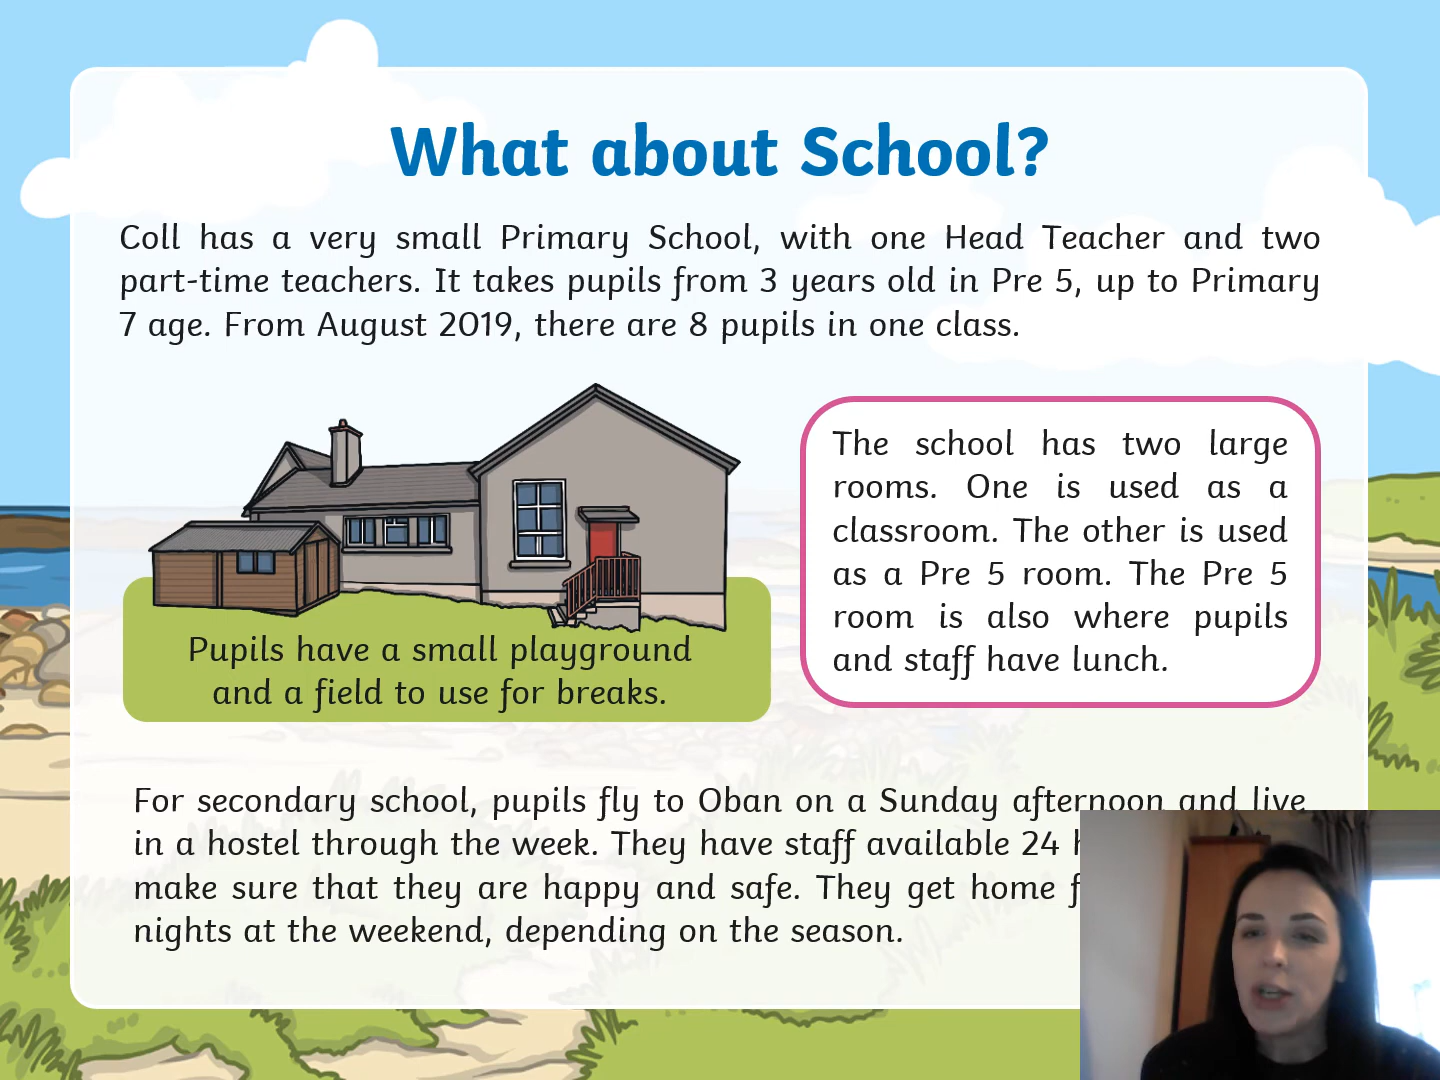 What about School?
Coll has a very small Primary School, with one Head Teacher and two
part-time teachers. It takes pupils from 3 years old in Pre 5, up to Primary
7 age. From August 2019, there are 8 pupils in one class.
Pupils have a small playground
and a field to use for breaks.
The school has two large
rooms. One is used as a
classroom. The other is used
as a Pre 5 room. The Pre 5
room is also where pupils
and staff have lunch.
For secondary school, pupils fly to Oban on a Sunday afternoon and live
in a hostel through the week. They have staff available 24
make sure that they are happy and safe. They get home
nights at the weekend, depending on the season.